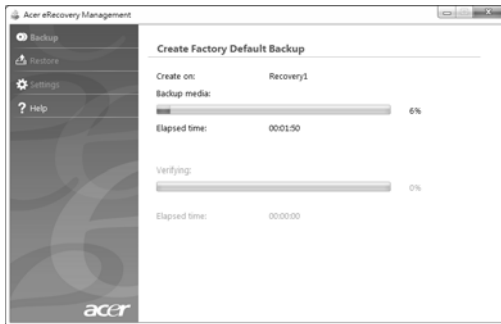 Acer eRecovery Management
Backup
Restore
Settings
? Help
Create Factory Default Backup
Create on: Recovery1
Backup media:
6%
Elapsed time: 00:01:50
Verifying:
0%
Elapsed time: 00:00:00
acer